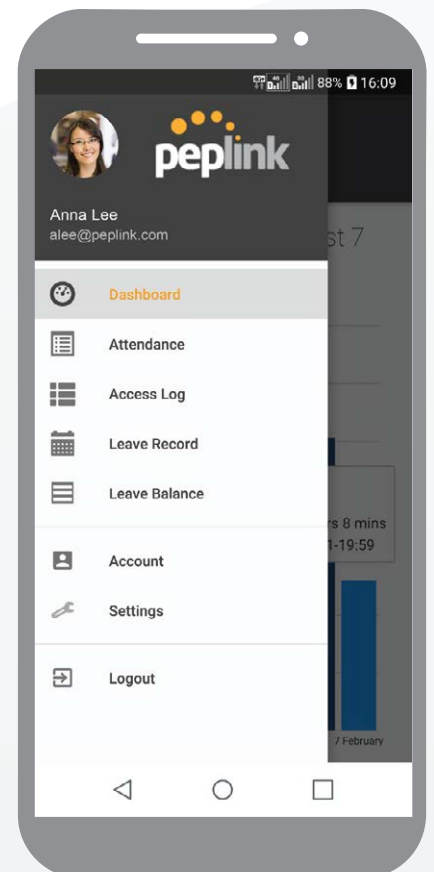 88% 16:09
peplink
Anna Lee
alee@peplink.com
st 7
Dashboard
Attendance
Access Log
Leave Record
Leave Balance
rs 8 mins
-19:59
Account
Settings
Logout
7 February